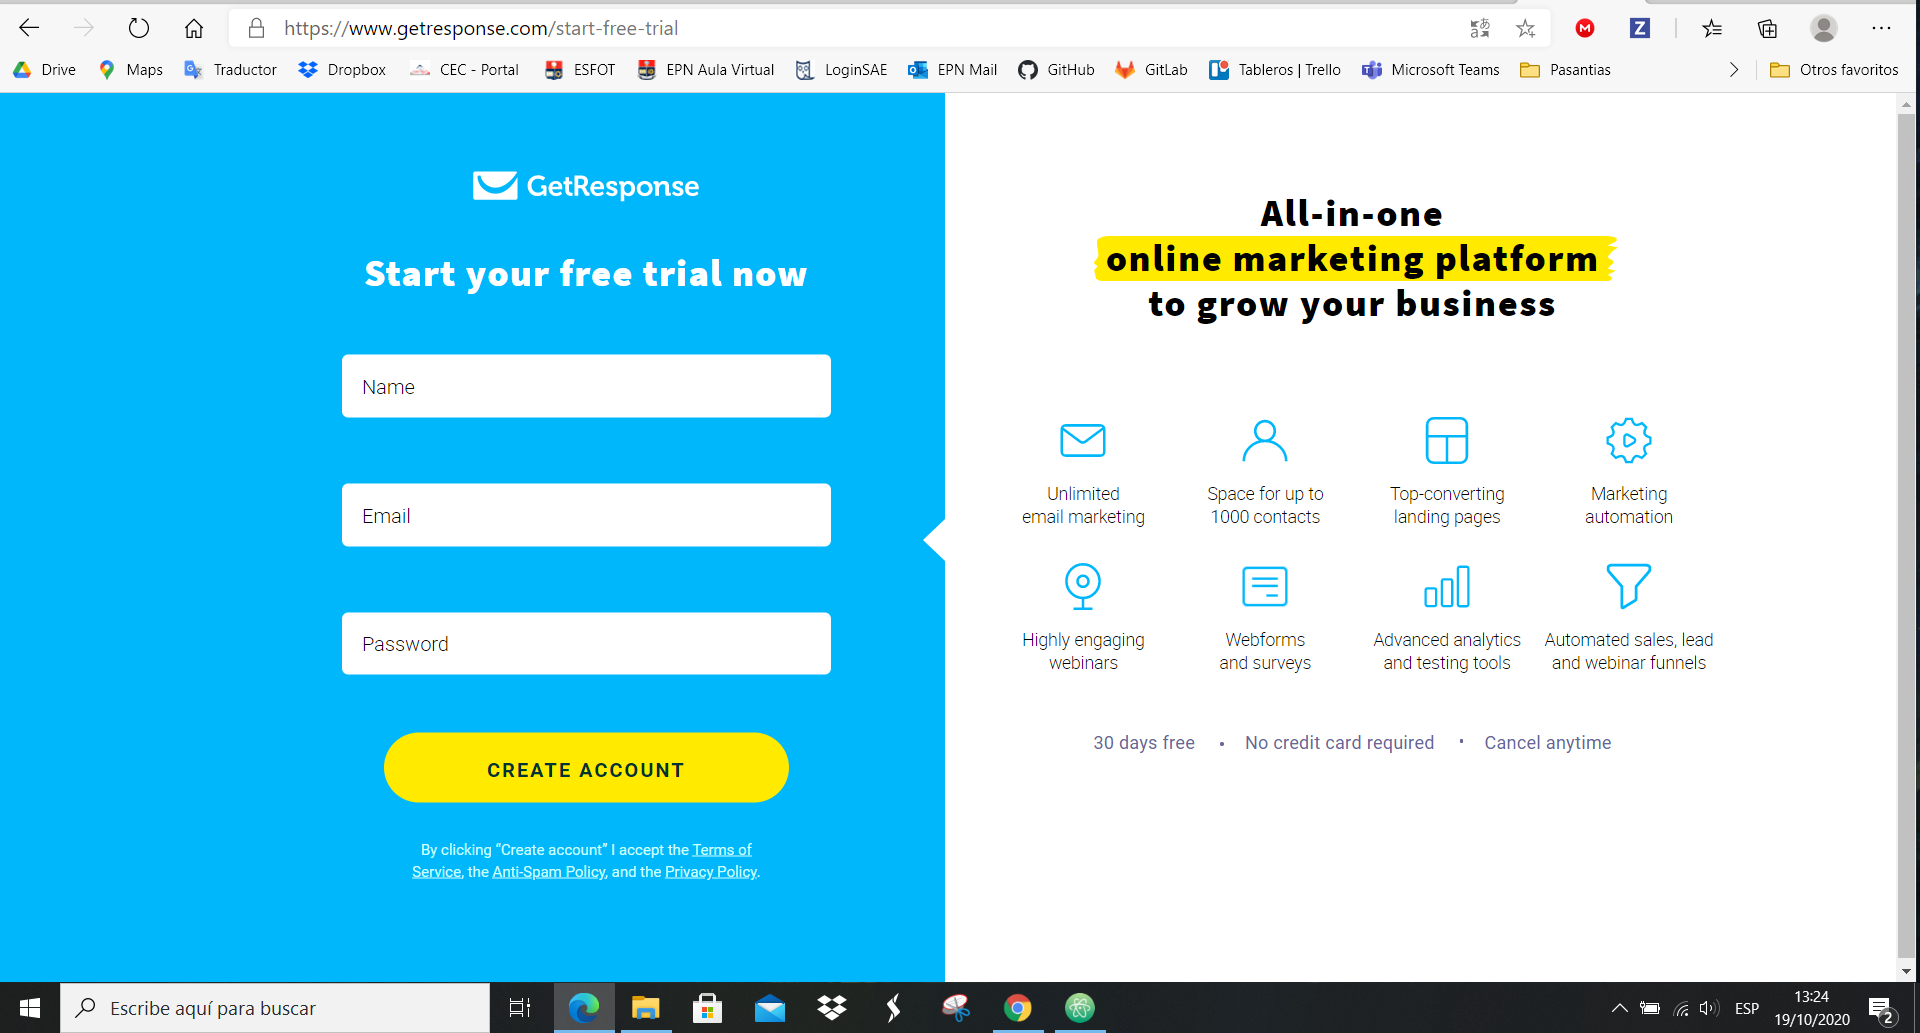 https://www.getresponse.com/start-free-trial
M
Z
Drive
Maps
Traductor
Dropbox
CEC - Portal
ESFOT
EPN Aula Virtual
LoginSAE
EPN Mail
GitHub
GitLab
Tableros | Trello
Microsoft Teams
Pasantias
Otros favoritos
GetResponse
Start your free trial now
Name
Email
Password
CREATE ACCOUNT
By clicking “Create account” I accept the Terms of
Service, the Anti-Spam Policy, and the Privacy Policy.
All-in-one
online marketing platform
to grow your business
Unlimited
email marketing
Space for up to
1000 contacts
Top-converting
landing pages
Marketing
automation
Highly engaging
webinars
Webforms
and surveys
Advanced analytics
and testing tools
Automated sales, lead
and webinar funnels
30 days free • No credit card required • Cancel anytime
Escribe aquí para buscar
ESP
13:24
19/10/2020
2